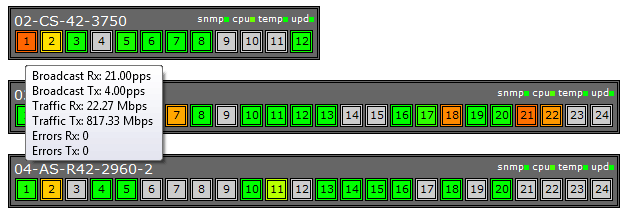 02-CS-42-3750 snmp cpu temp upd
1 2 3 4 5 6 7 8 9 10 11 12
Broadcast Rx: 21.00pps
Broadcast Tx: 4.00pps
Traffic Rx: 22.27 Mbps
Traffic Tx: 817.33 Mbps
Errors Rx: 0
Errors Tx: 0
snmp cpu temp upd
7 8 9 10 11 12 13 14 15 16 17 18 19 20 21 22 23 24
04-AS-R42-2960-2 snmp cpu temp upd
1 2 3 4 5 6 7 8 9 10 11 12 13 14 15 16 17 18 19 20 21 22 23 24